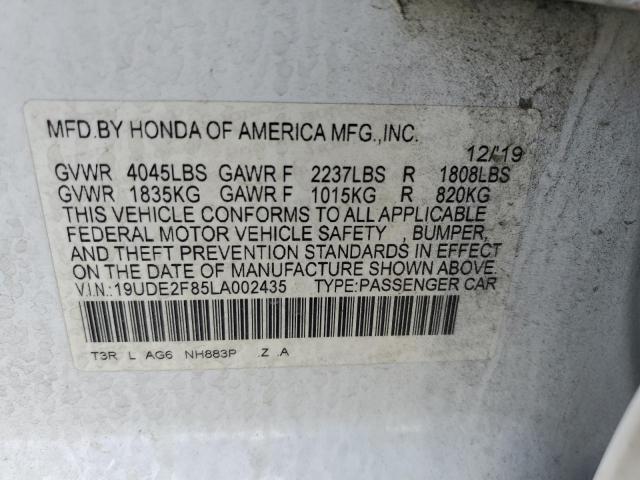 MFD.BY HONDA OF AMERICA MFG.,INC.
12/19
GVWR 4045LBS GAWR F 2237LBS R 1808LBS
GVWR 1835KG GAWR F 1015KG R 820KG
THIS VEHICLE CONFORMS TO ALL APPLICABLE
FEDERAL MOTOR VEHICLE SAFETY , BUMPER,
AND THEFT PREVENTION STANDARDS IN EFFECT
ON THE DATE OF MANUFACTURE SHOWN ABOVE.
V.I.N.:19UDE2F85LA002435 TYPE:PASSENGER CAR
T3R L AG6 NH883P .Z .A